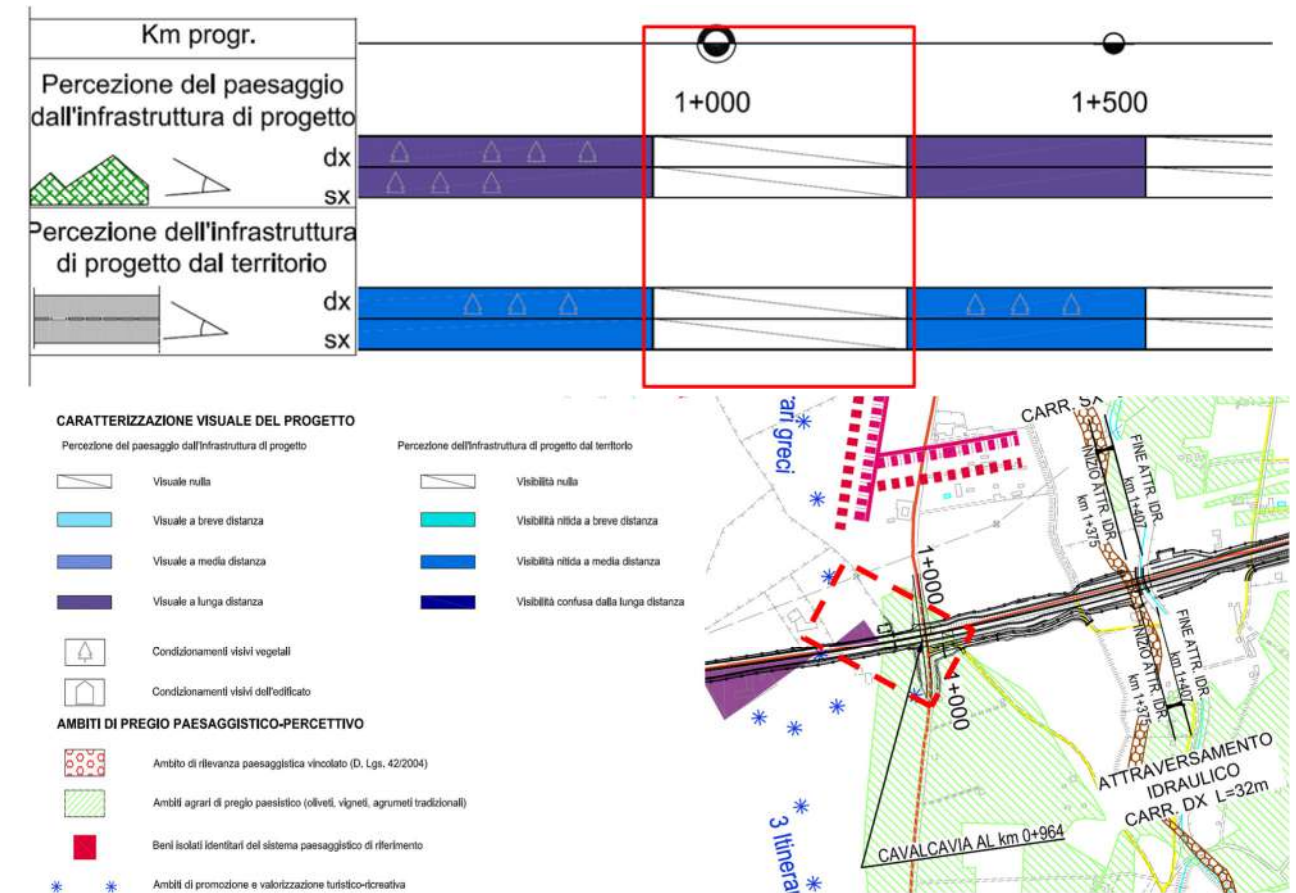 Km progr.
1+000
1+500
Percezione del paesaggio
dall'infrastruttura di progetto
dx
sx
Percezione dell'infrastruttura
di progetto dal territorio
dx
sx
CARATTERIZZAZIONE VISUALE DEL PROGETTO
Percezione del paesaggio dall'Infrastruttura di progetto
Percezione dell'Infrastruttura di progetto dal territorio
Visuale nulla
Visibilità nulla
Visuale a breve distanza
Visibilità nitida a breve distanza
Visuale a media distanza
Visibilità nitida a media distanza
Visuale a lunga distanza
Visibilità confusa dalla lunga distanza
Condizionamenti visivi vegetali
Condizionamenti visivi dell'edificato
AMBITI DI PREGIO PAESAGGISTICO-PERCETTIVO
Ambito di rilevanza paesaggistica vincolato (D. Lgs. 42/2004)
Ambiti agrari di pregio paesistico (oliveti, vigneti, agrumeti tradizionali)
Beni isolati identitari del sistema paesaggistico di riferimento
Ambiti di promozione e valorizzazione turistico-ricreativa
ari greci
CARR. SX
INIZIO ATTR. IDR.
km 1+375
FINE ATTR. IDR.
km 1+407
1+000
1+000
INIZIO ATTR. IDR.
km 1+375
FINE ATTR. IDR.
km 1+407
ATTRAVERSAMENTO
IDRAULICO
CARR. DX L=32m
CAVALCAVIA AL km 0+964
3 Itinerar